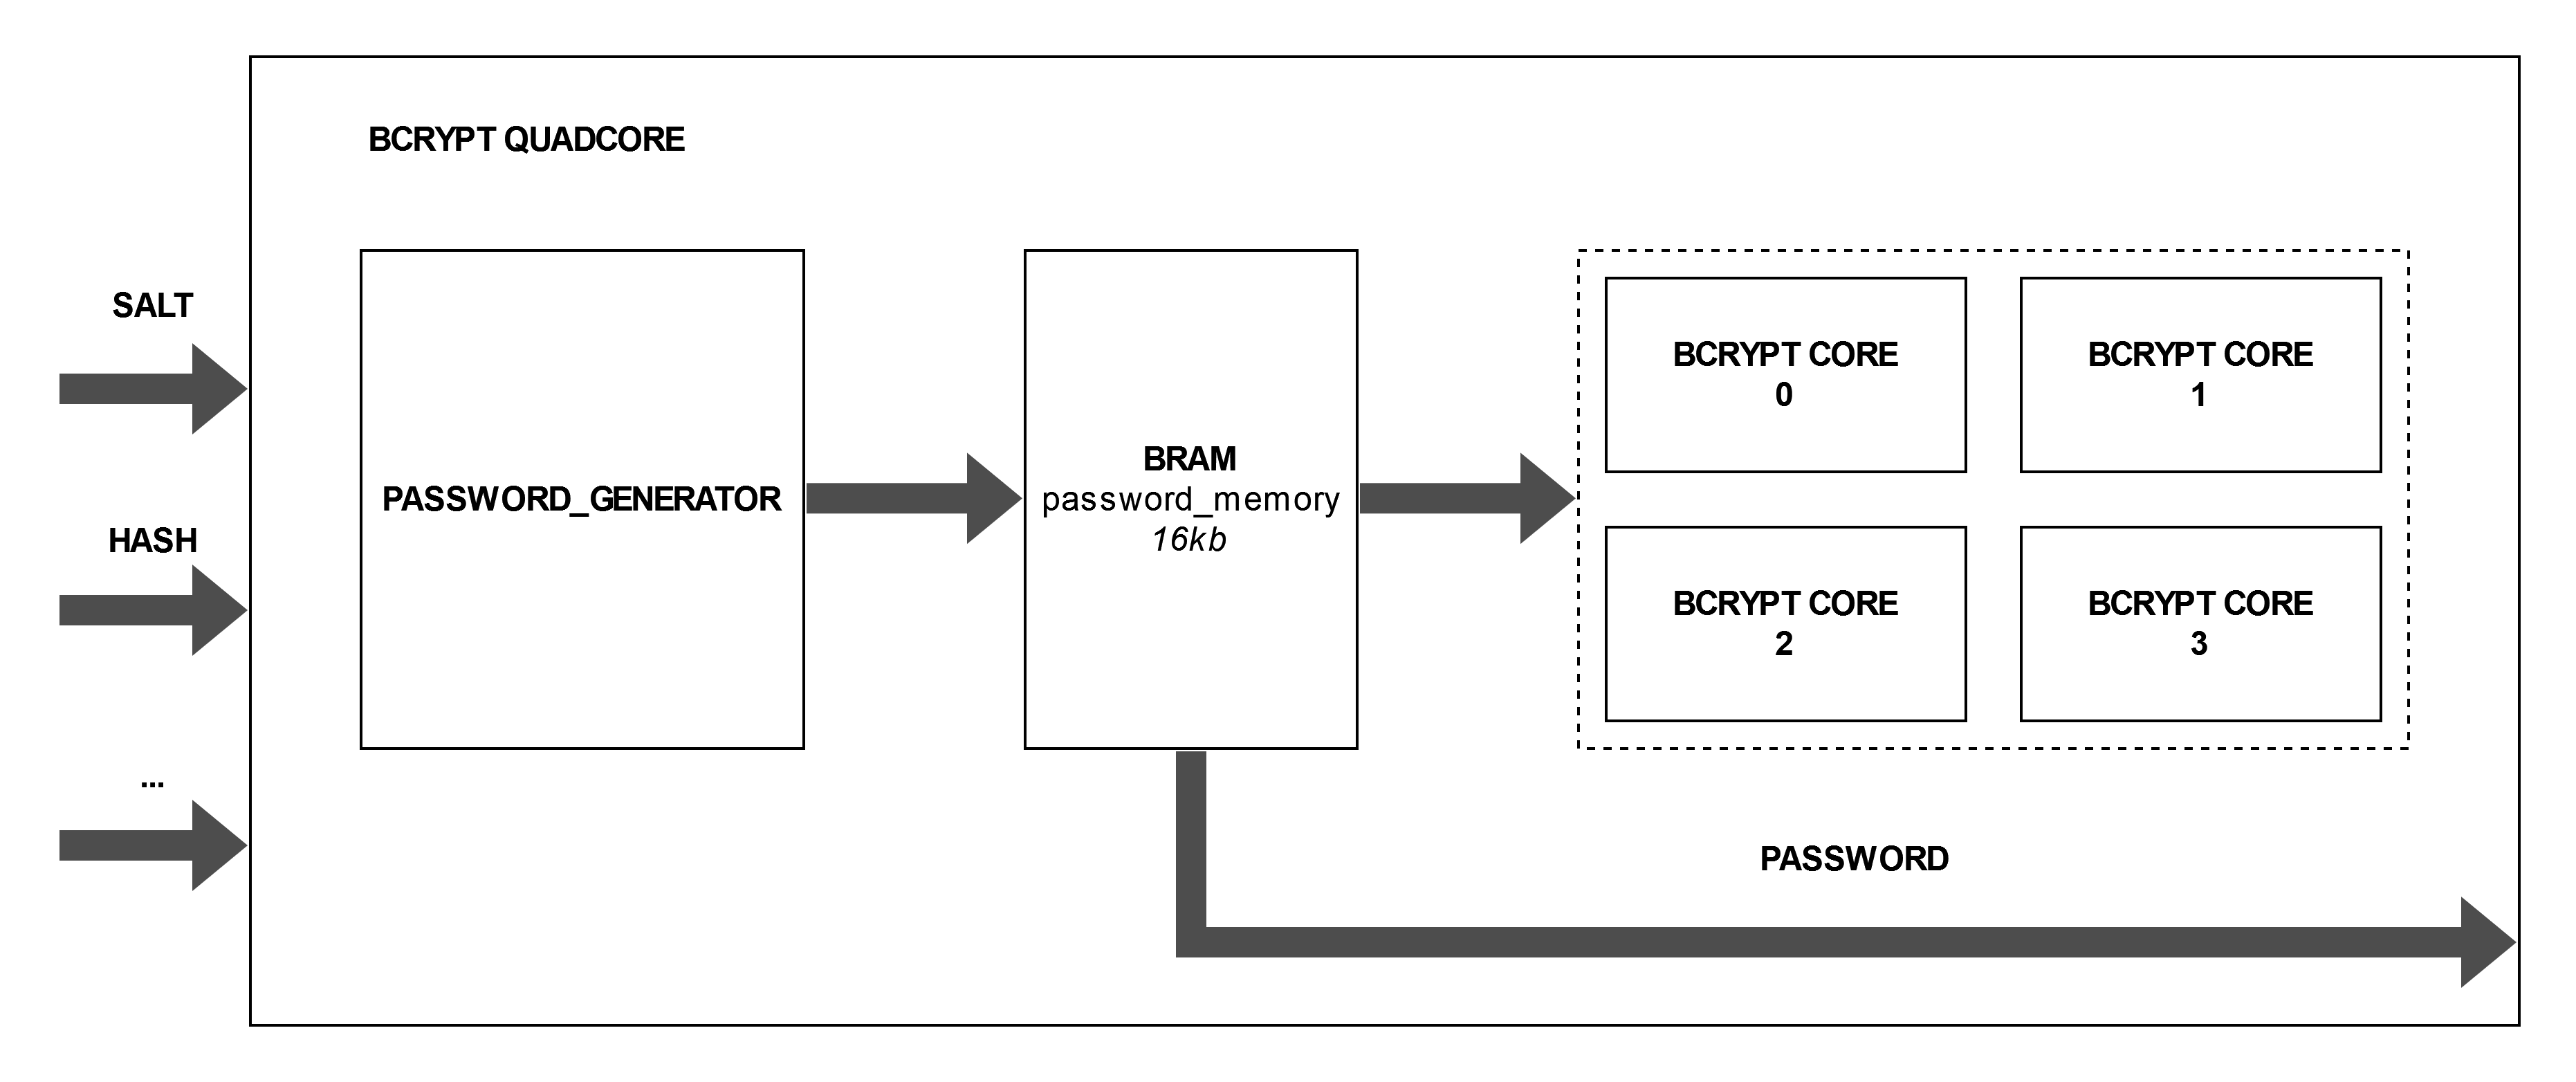 BCRYPT QUADCORE
SALT
HASH
...
PASSWORD_GENERATOR
BRAM
password_memory
16kb
BCRYPT CORE
0
BCRYPT CORE
1
BCRYPT CORE
2
BCRYPT CORE
3
PASSWORD